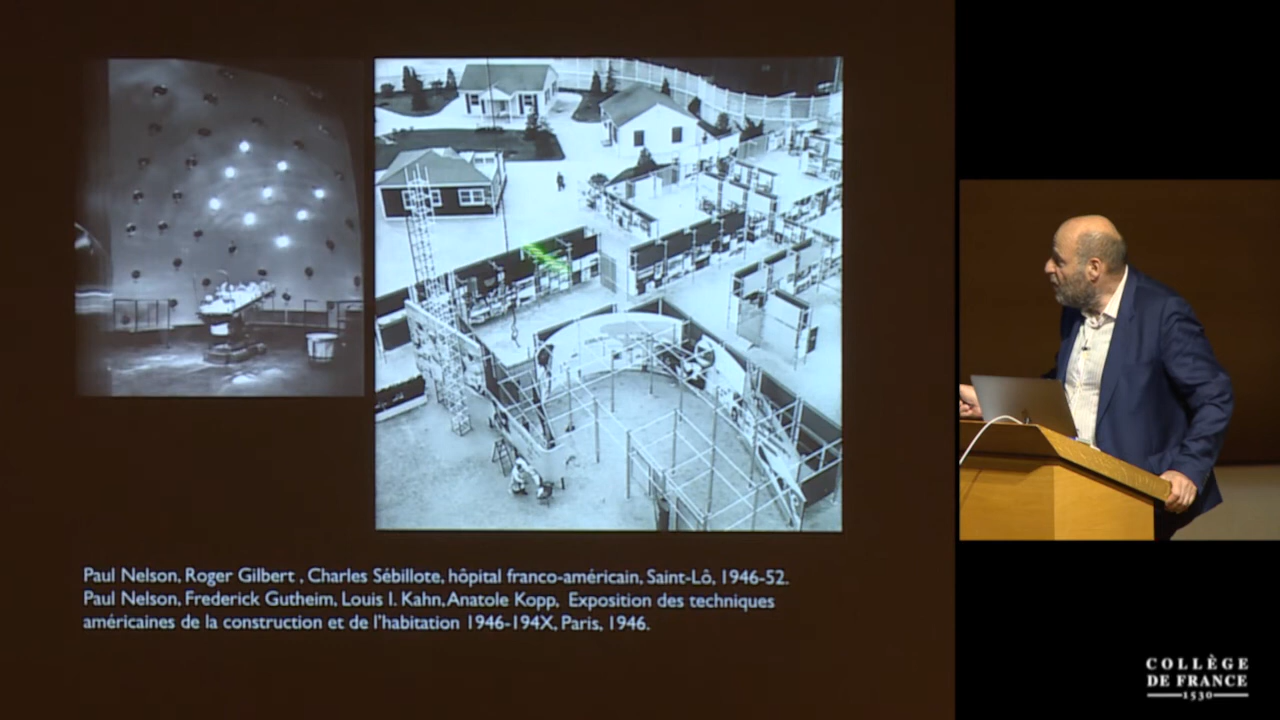 Paul Nelson, Roger Gilbert , Charles Sébillote, hôpital franco-américain, Saint-Lô, 1946-52.
Paul Nelson, Frederick Gutheim, Louis I. Kahn, Anatole Kopp, Exposition des techniques
américaines de la construction et de l'habitation 1946-194X, Paris, 1946.
COLLÈGE
DE FRANCE
1530